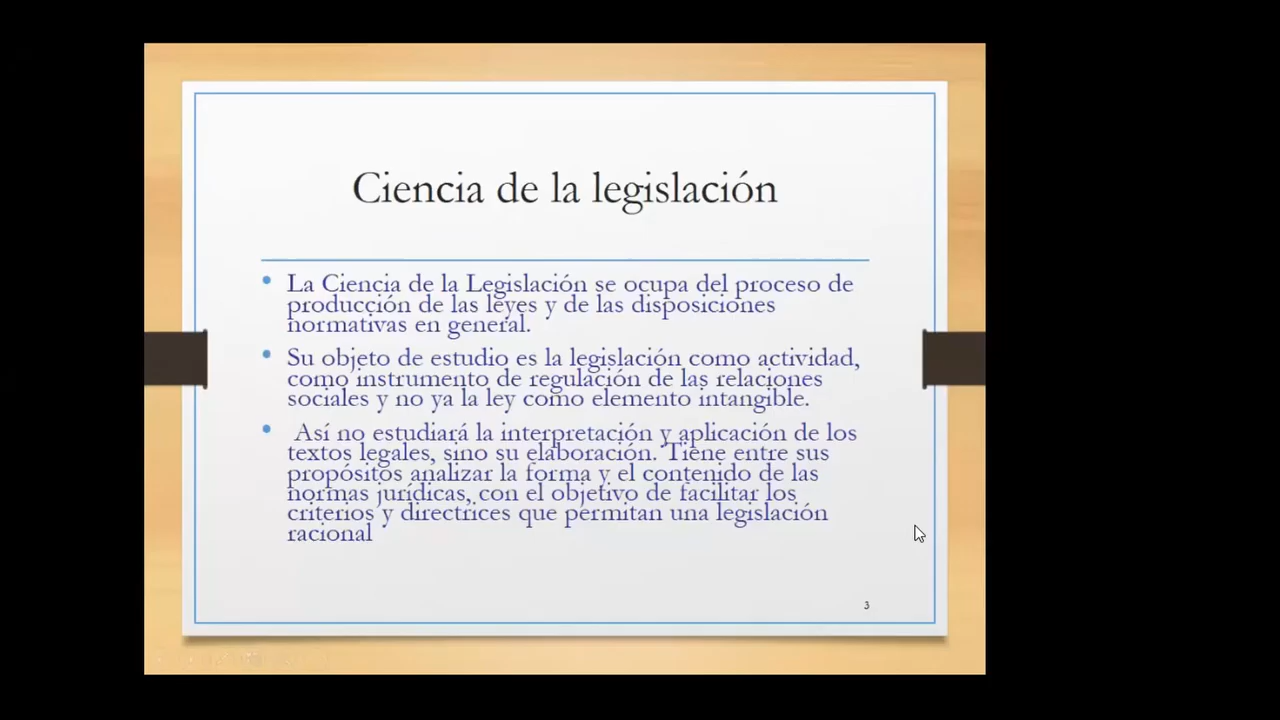 Ciencia de la legislación
• La Ciencia de la Legislación se ocupa del proceso de
producción de las leyes y de las disposiciones
normativas en general.
• Su objeto de estudio es la legislación como actividad,
como instrumento de regulación de las relaciones
sociales y no ya la ley como elemento intangible.
• Así no estudiará la interpretación y aplicación de los
textos legales, sino su elaboración. Tiene entre sus
propósitos analizar la forma y el contenido de las
normas jurídicas, con el objetivo de facilitar los
criterios y directrices que permitan una legislación
racional
3